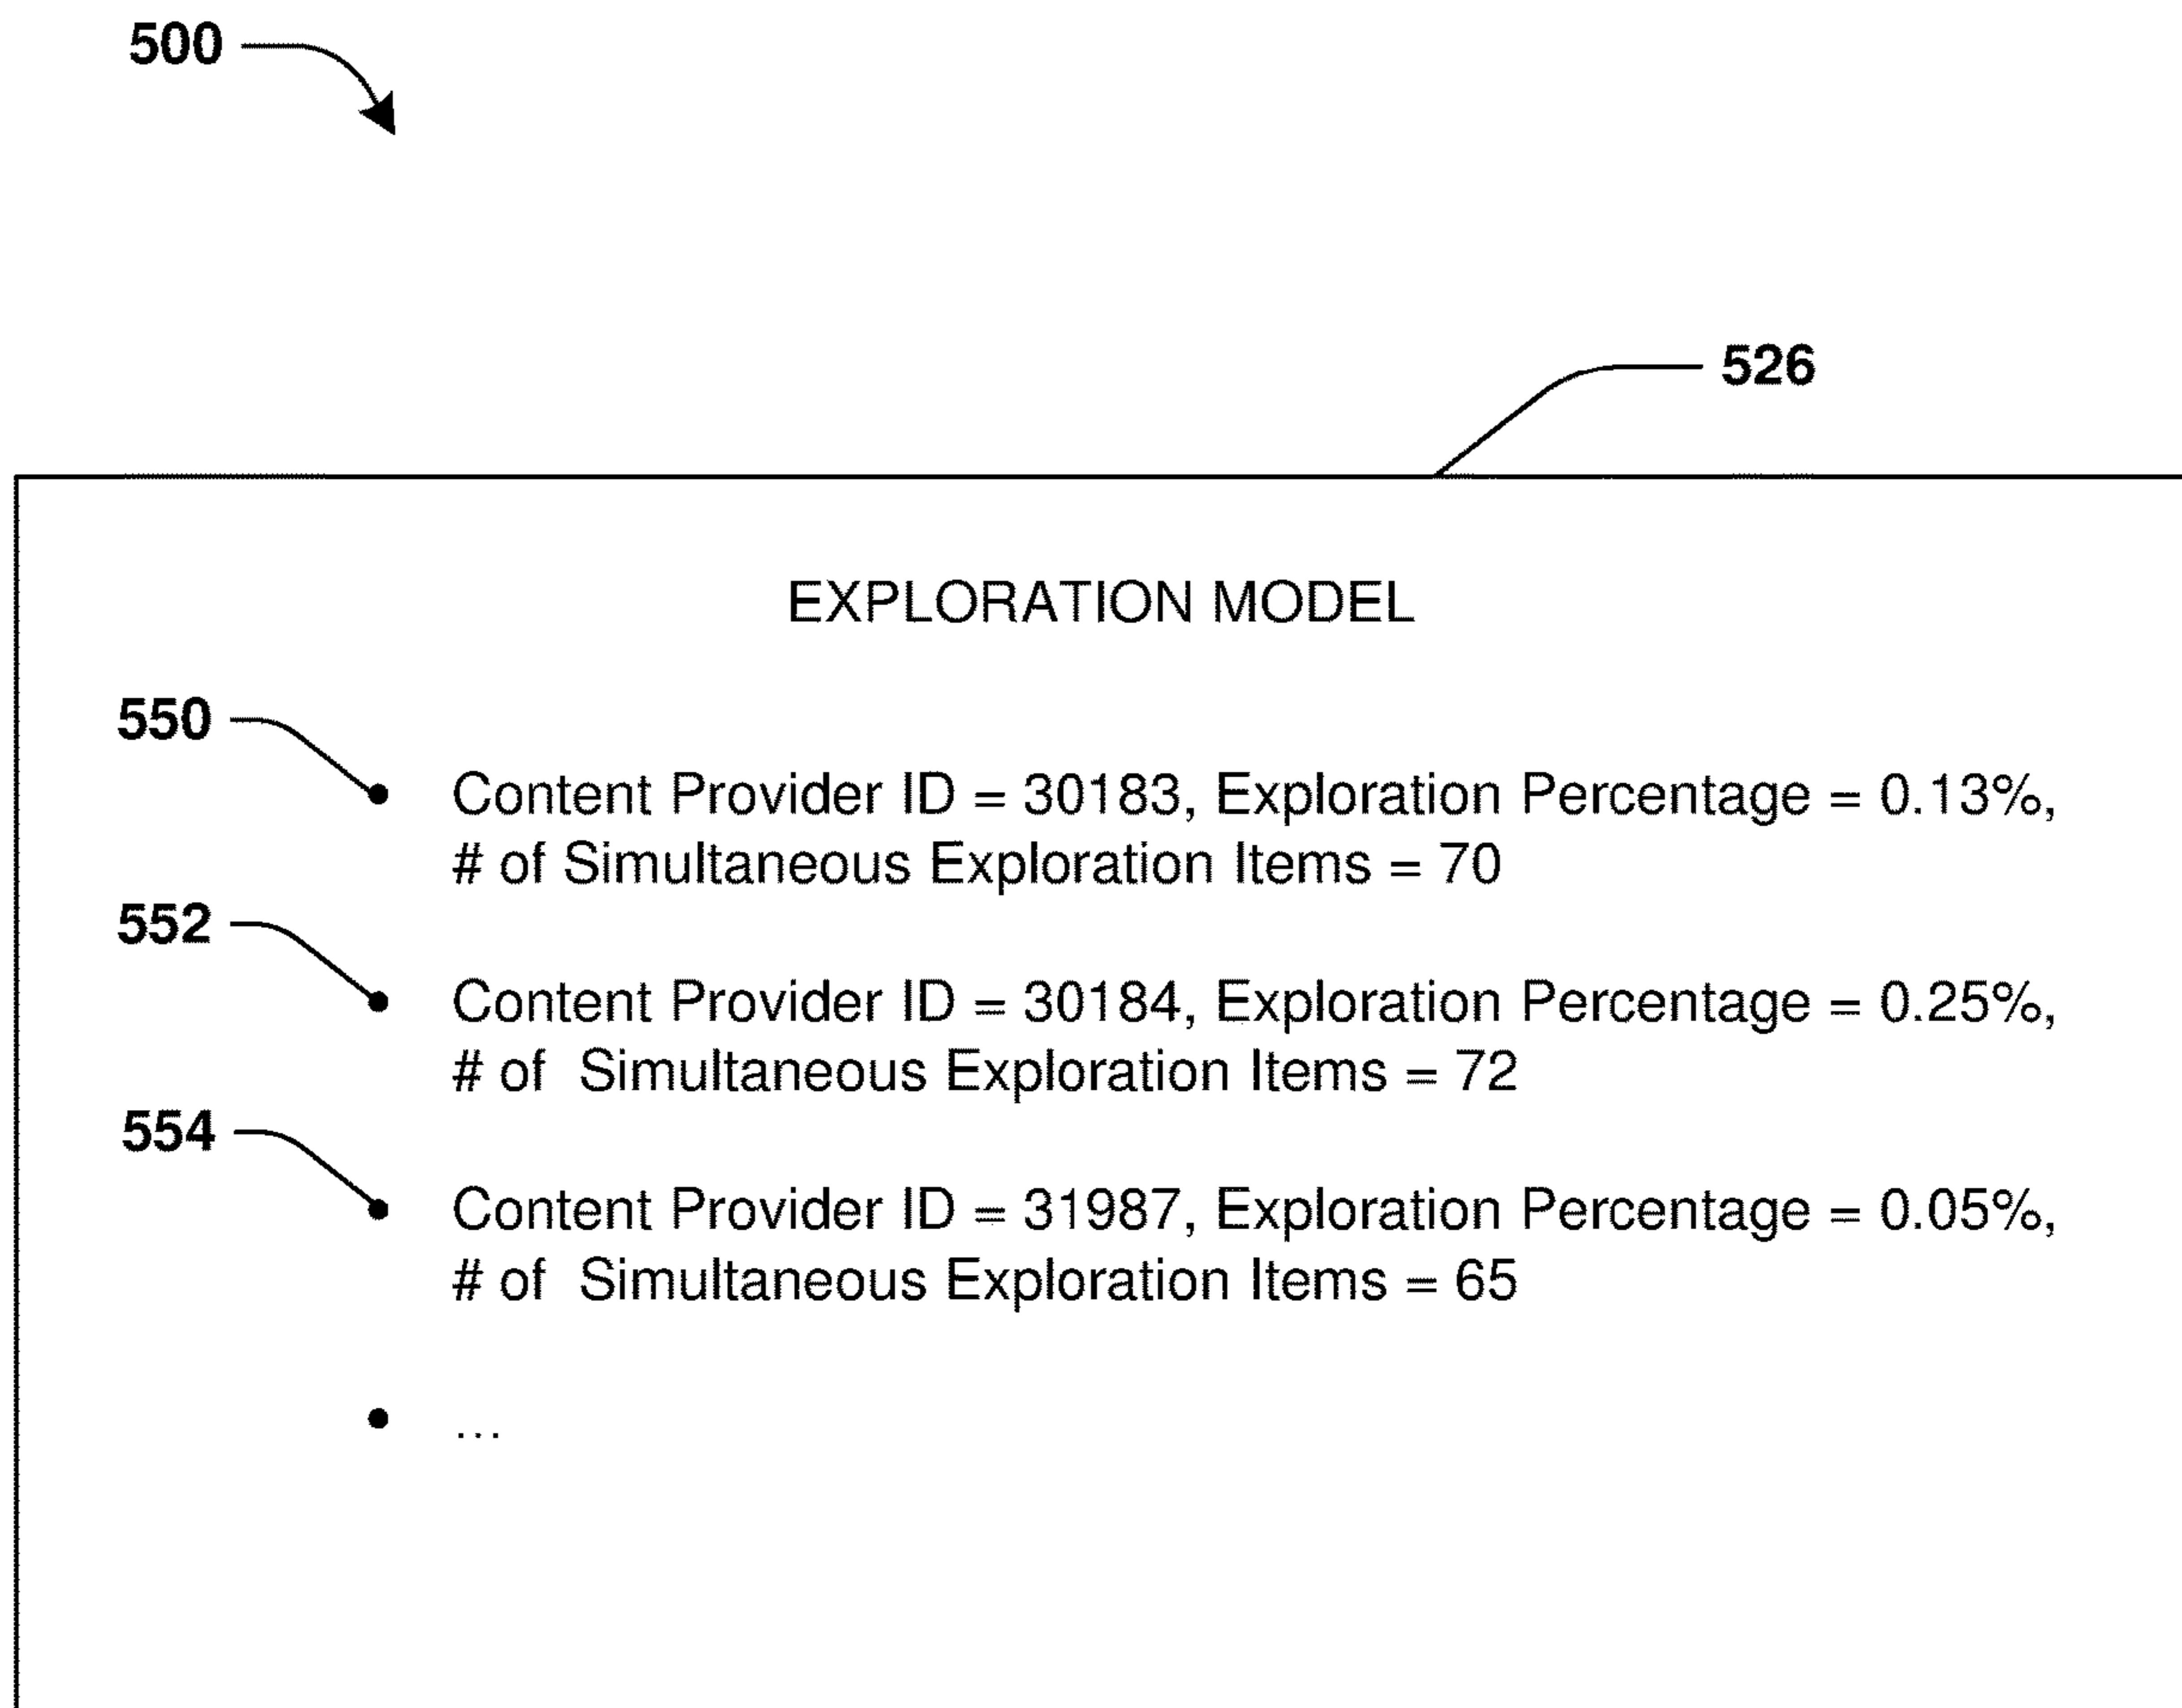 500
526
EXPLORATION MODEL
550
• Content Provider ID = 30183, Exploration Percentage = 0.13%,
# of Simultaneous Exploration Items = 70
552
• Content Provider ID = 30184, Exploration Percentage = 0.25%,
# of Simultaneous Exploration Items = 72
554
• Content Provider ID = 31987, Exploration Percentage = 0.05%,
# of Simultaneous Exploration Items = 65
• ...